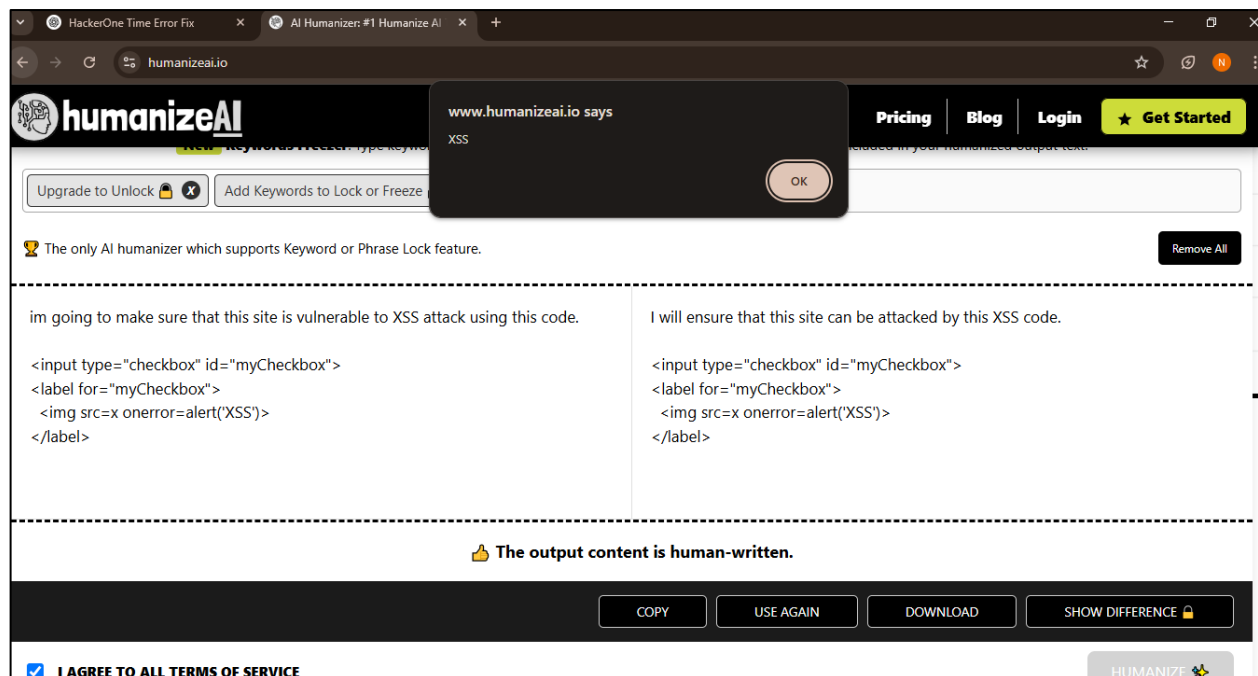 HackerOne Time Error Fix
AI Humanizer: #1 Humanize AI
humanizeai.io
humanizeAI
www.humanizeai.io says
XSS
OK
Pricing
Blog
Login
★ Get Started
Upgrade to Unlock 🔒 X
Add Keywords to Lock or Freeze
🏆 The only AI humanizer which supports Keyword or Phrase Lock feature.
Remove All
im going to make sure that this site is vulnerable to XSS attack using this code.
<input type="checkbox" id="myCheckbox">
<label for="myCheckbox">
<img src=x onerror=alert('XSS')>
</label>
I will ensure that this site can be attacked by this XSS code.
<input type="checkbox" id="myCheckbox">
<label for="myCheckbox">
<img src=x onerror=alert('XSS')>
</label>
👍 The output content is human-written.
COPY
USE AGAIN
DOWNLOAD
SHOW DIFFERENCE 🔒
I AGREE TO ALL TERMS OF SERVICE
HUMANIZE ✨
N